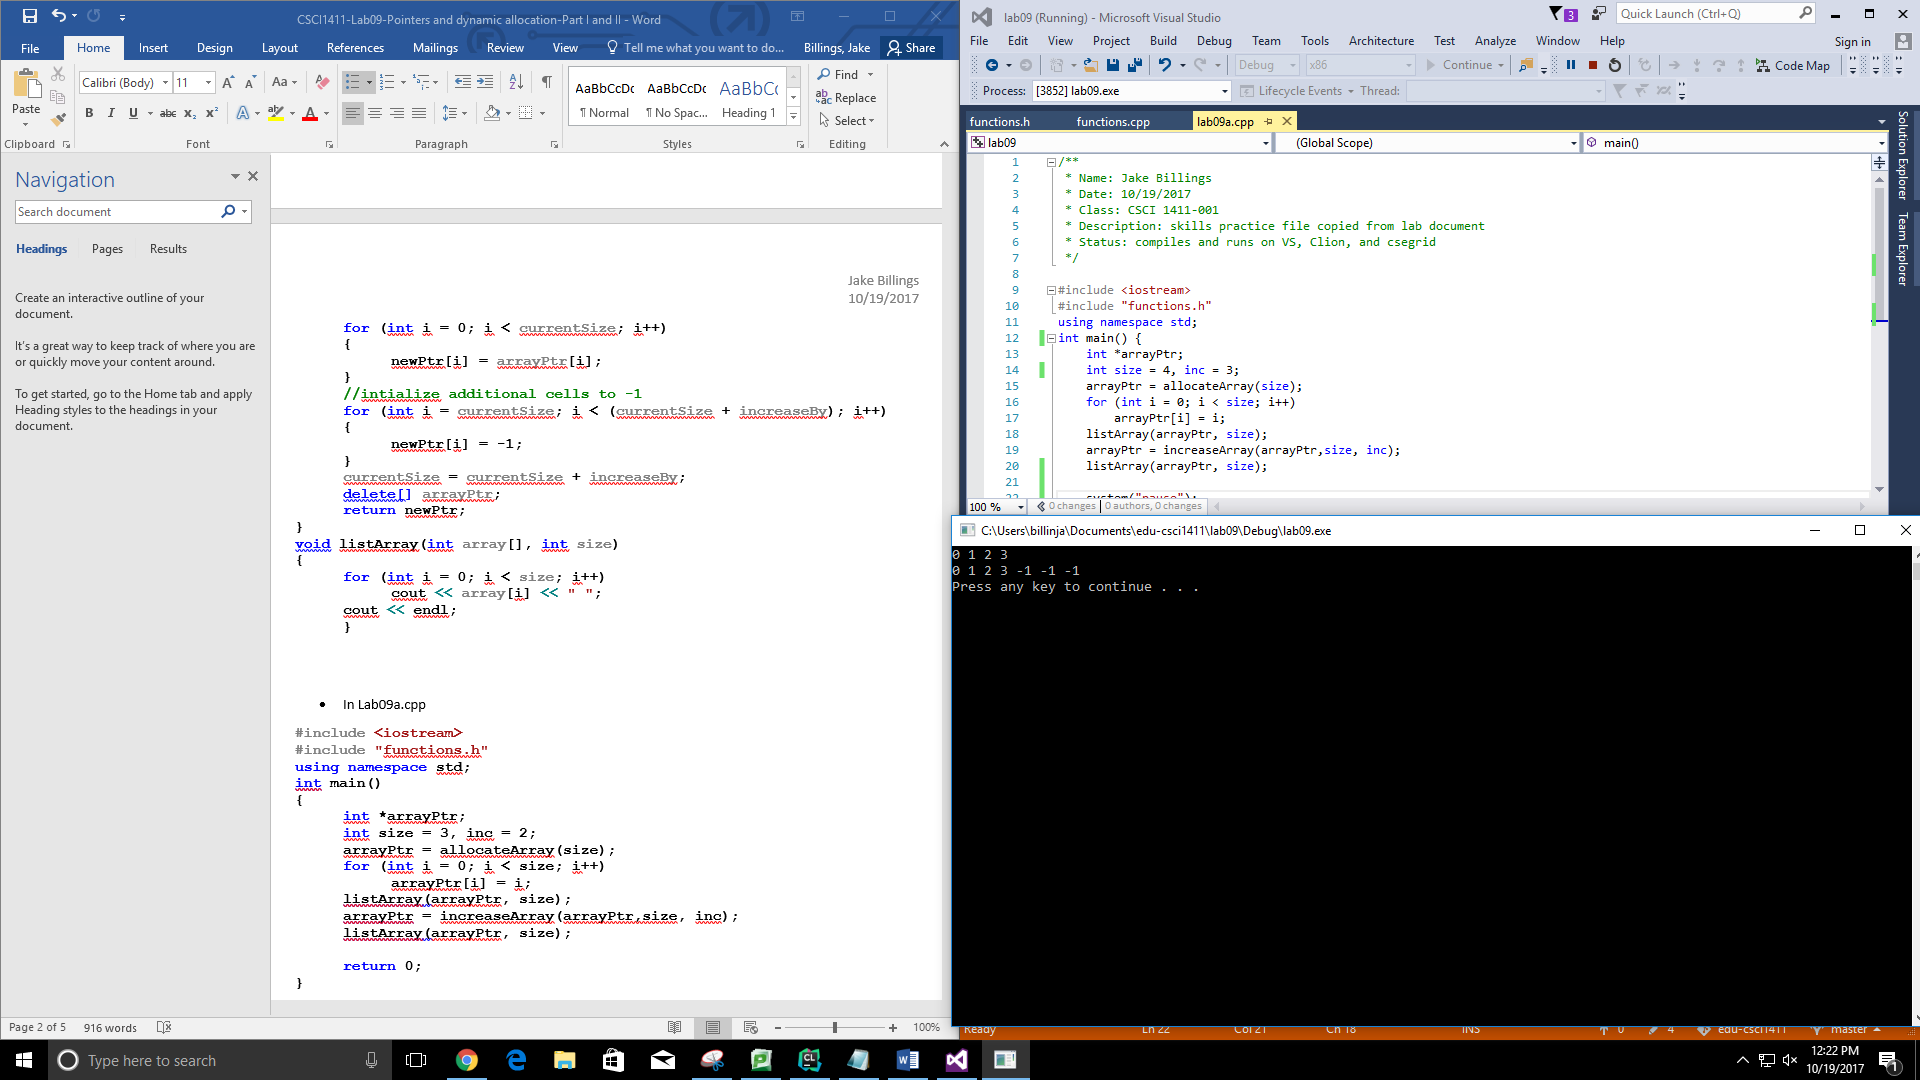 CSCI1411-Lab09-Pointers and dynamic allocation-Part I and II - Word
File Home Insert Design Layout References Mailings Review View Tell me what you want to do... Billings, Jake Share
Paste
Calibri (Body) 11 Aa
B I U abc x₂ x² A A
AaBbCcDc AaBbCcDc AaBbCc
¶ Normal ¶ No Spac... Heading 1
Find
Replace
Select
Clipboard Font Paragraph Styles Editing
Navigation
Search document
Headings Pages Results
Create an interactive outline of your
document.
It's a great way to keep track of where you are
or quickly move your content around.
To get started, go to the Home tab and apply
Heading styles to the headings in your
document.
Jake Billings
10/19/2017
for (int i = 0; i < currentSize; i++)
{
newPtr[i] = arrayPtr[i];
}
//intialize additional cells to -1
for (int i = currentSize; i < (currentSize + increaseBy); i++)
{
newPtr[i] = -1;
}
currentSize = currentSize + increaseBy;
delete[] arrayPtr;
return newPtr;
}
void listArray(int array[], int size)
{
for (int i = 0; i < size; i++)
cout << array[i] << " ";
cout << endl;
}
• In Lab09a.cpp
#include <iostream>
#include "functions.h"
using namespace std;
int main()
{
int *arrayPtr;
int size = 3, inc = 2;
arrayPtr = allocateArray(size);
for (int i = 0; i < size; i++)
arrayPtr[i] = i;
listArray(arrayPtr, size);
arrayPtr = increaseArray(arrayPtr,size, inc);
listArray(arrayPtr, size);
return 0;
}
Page 2 of 5 916 words 100%
lab09 (Running) - Microsoft Visual Studio 3 Quick Launch (Ctrl+Q)
File Edit View Project Build Debug Team Tools Architecture Test Analyze Window Help Sign in
Debug x86 Continue Code Map
Process: [3852] lab09.exe Lifecycle Events Thread:
functions.h functions.cpp lab09a.cpp
lab09 (Global Scope) main()
Solution Explorer
Team Explorer
1 /**
2 * Name: Jake Billings
3 * Date: 10/19/2017
4 * Class: CSCI 1411-001
5 * Description: skills practice file copied from lab document
6 * Status: compiles and runs on VS, Clion, and csegrid
7 */
8
9 #include <iostream>
10 #include "functions.h"
11 using namespace std;
12 int main() {
13 int *arrayPtr;
14 int size = 4, inc = 3;
15 arrayPtr = allocateArray(size);
16 for (int i = 0; i < size; i++)
17 arrayPtr[i] = i;
18 listArray(arrayPtr, size);
19 arrayPtr = increaseArray(arrayPtr,size, inc);
20 listArray(arrayPtr, size);
21
22 system("pause");
100 % 0 changes | 0 authors, 0 changes
C:\Users\billinja\Documents\edu-csci1411\lab09\Debug\lab09.exe
0 1 2 3
0 1 2 3 -1 -1 -1
Press any key to continue . . .
Ready Ln 22 Col 21 Ch 18 INS 0 4 edu-csci1411 master
Type here to search
12:22 PM
10/19/2017
1